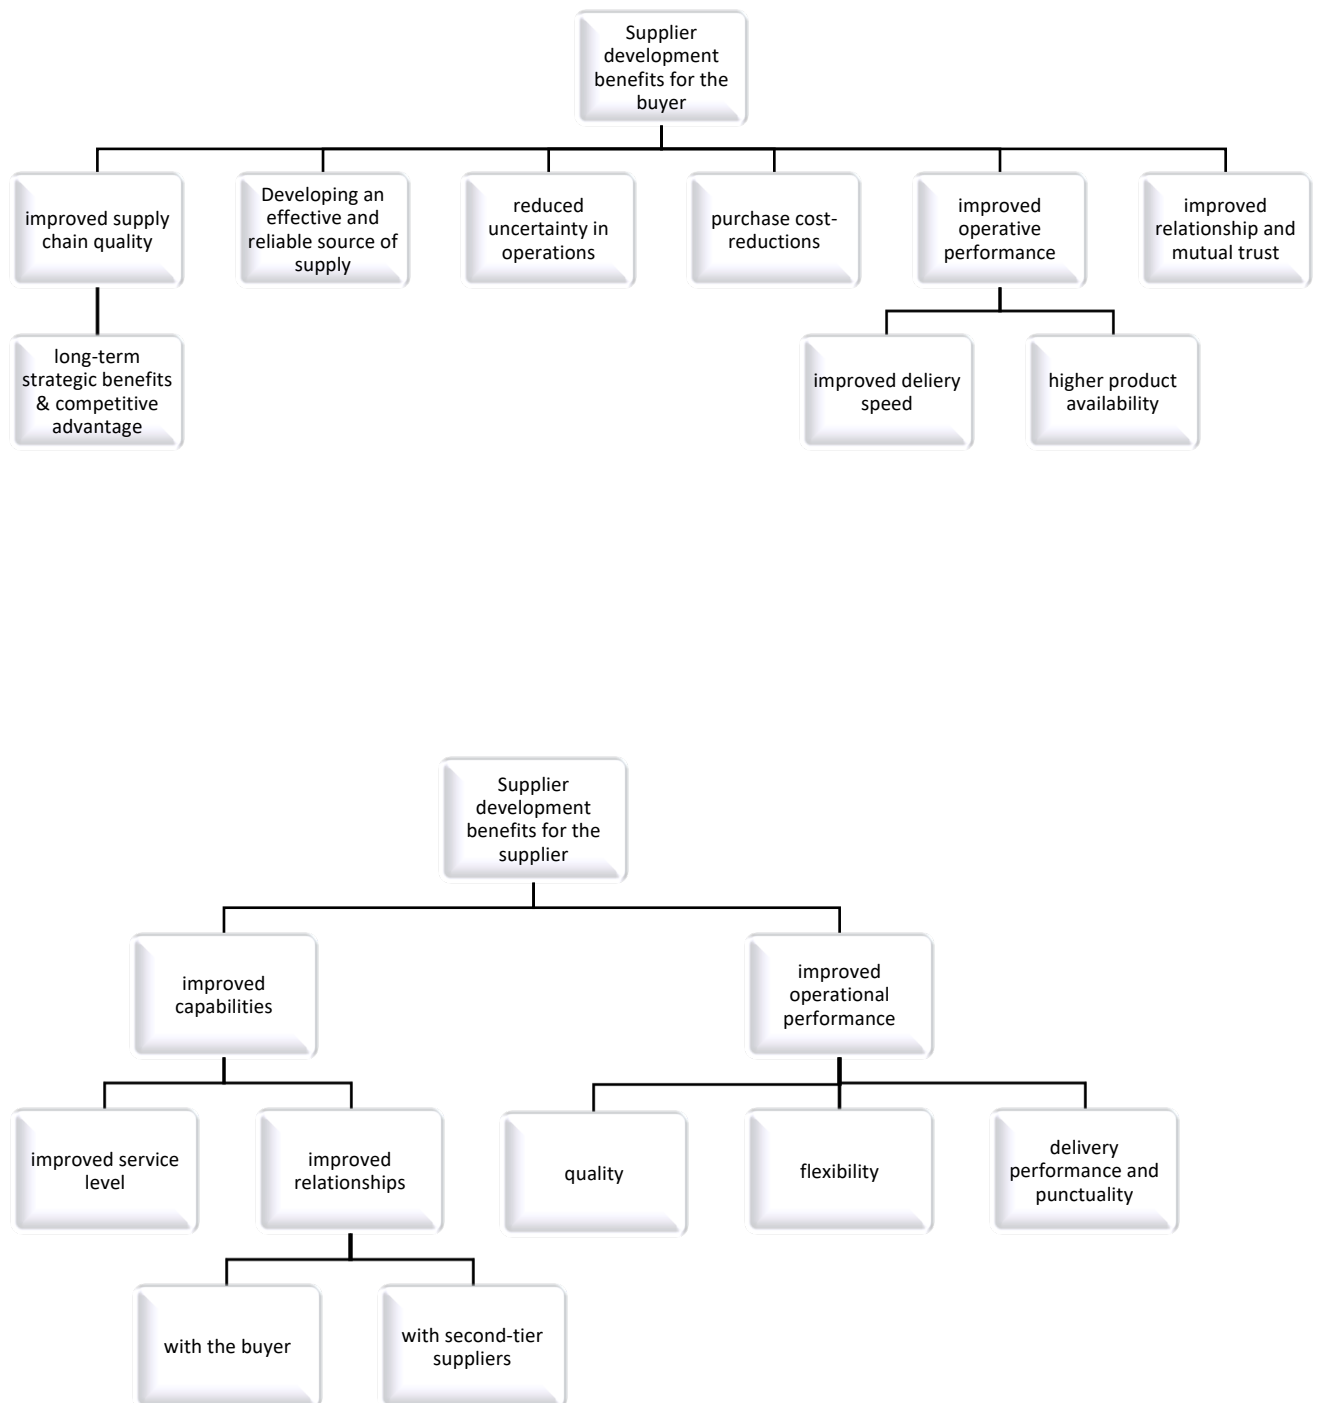 Supplier
development
benefits for the
buyer
improved supply
chain quality
Developing an
effective and
reliable source of
supply
reduced
uncertainty in
operations
purchase cost-
reductions
improved
operative
performance
improved
relationship and
mutual trust
long-term
strategic benefits
& competitive
advantage
improved deliery
speed
higher product
availability
Supplier
development
benefits for the
supplier
improved
capabilities
improved
operational
performance
improved service
level
improved
relationships
quality
flexibility
delivery
performance and
punctuality
with the buyer
with second-tier
suppliers